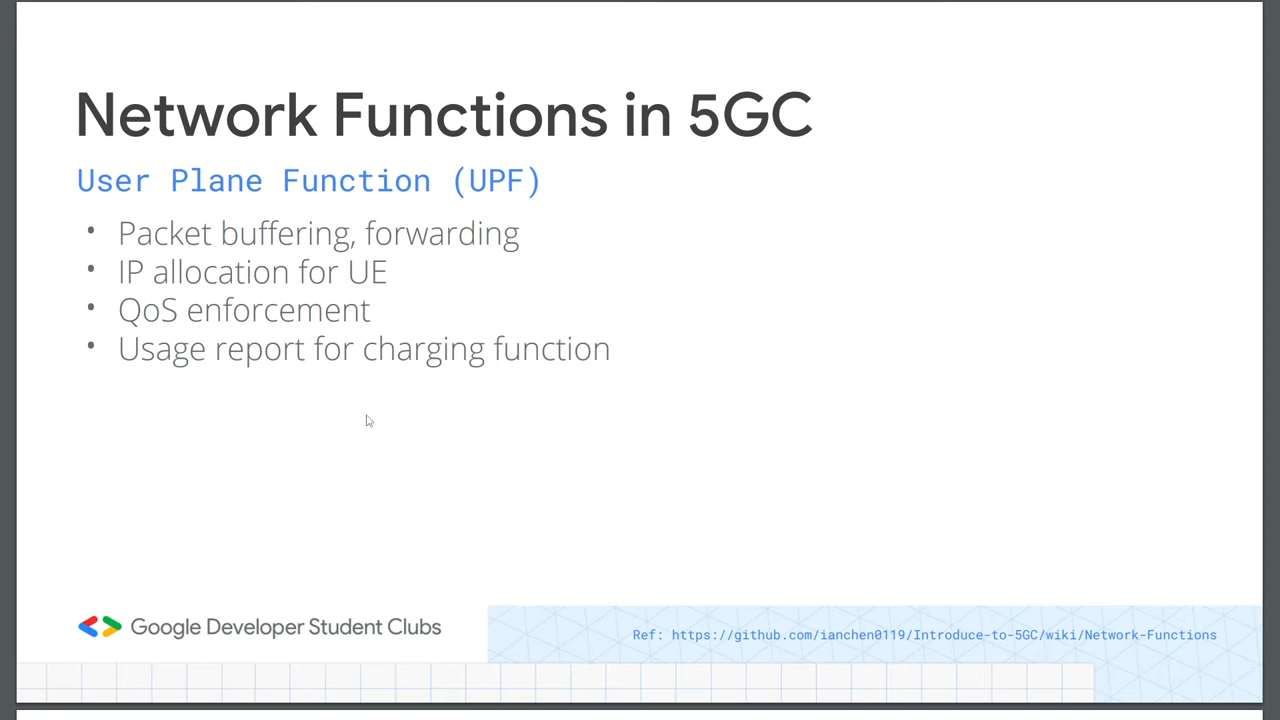 Network Functions in 5GC
User Plane Function (UPF)
• Packet buffering, forwarding
• IP allocation for UE
• QoS enforcement
• Usage report for charging function
Google Developer Student Clubs
Ref: https://github.com/ianchen0119/Introduce-to-5GC/wiki/Network-Functions